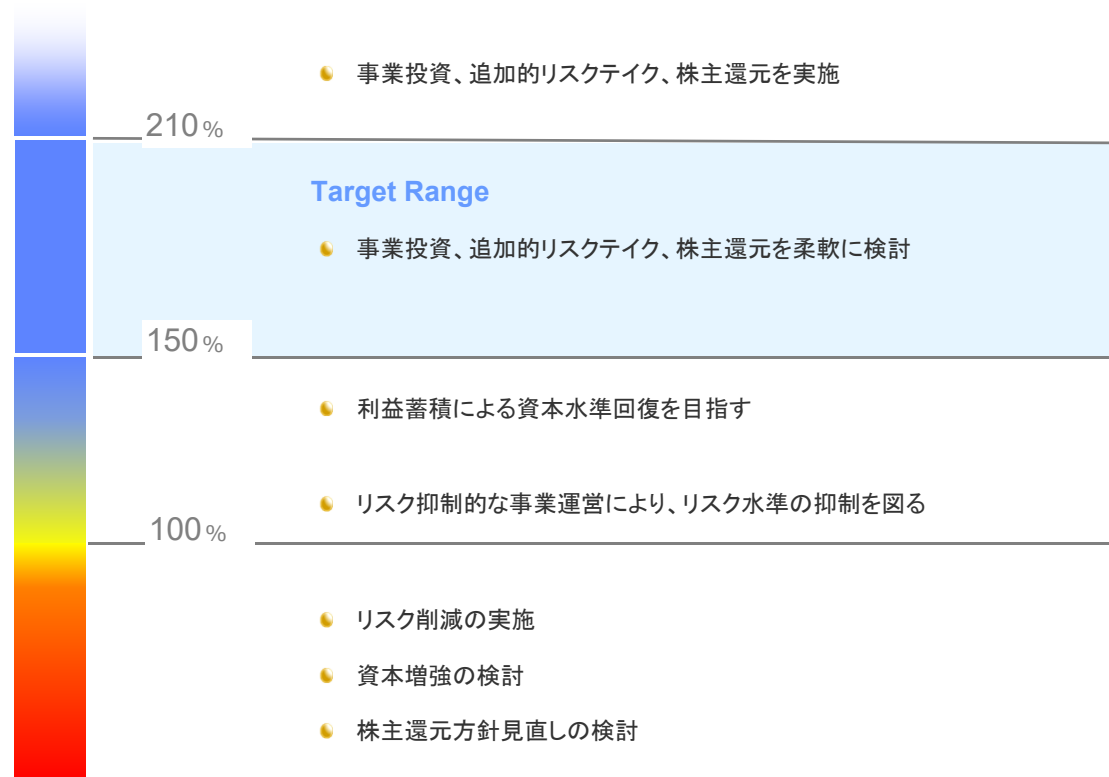 事業投資、追加的リスクテイク、株主還元を実施
210%
Target Range
事業投資、追加的リスクテイク、株主還元を柔軟に検討
150%
利益蓄積による資本水準回復を目指す
リスク抑制的な事業運営により、リスク水準の抑制を図る
100%
リスク削減の実施
資本増強の検討
株主還元方針見直しの検討